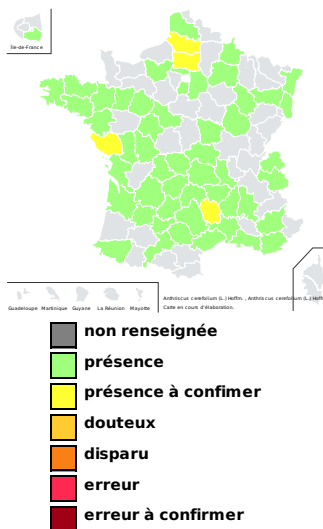 Île-de-France
Guadeloupe Martinique Guyane La Réunion Mayotte
Anthriscus cerefolium (L.) Hoffm. , Anthriscus cerefolium (L.) Hoffm
Carte en cours d'élaboration.
non renseignée
présence
présence à confimer
douteux
disparu
erreur
erreur à confirmer